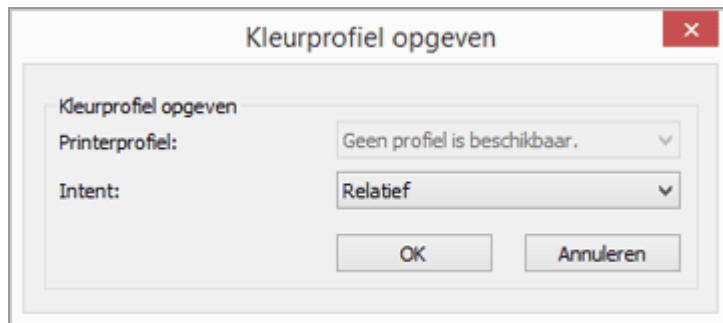 Kleurprofiel opgeven
Kleurprofiel opgeven
Printerprofiel: Geen profiel is beschikbaar.
Intent: Relatief
OK Annuleren